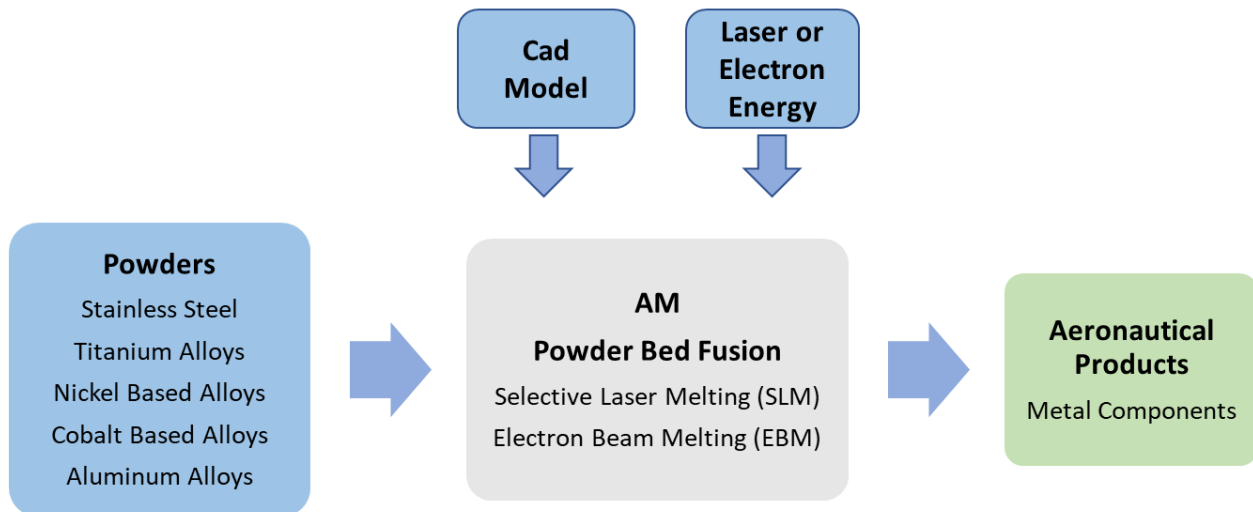 Cad
Model
Laser or
Electron
Energy
Powders
Stainless Steel
Titanium Alloys
Nickel Based Alloys
Cobalt Based Alloys
Aluminum Alloys
AM
Powder Bed Fusion
Selective Laser Melting (SLM)
Electron Beam Melting (EBM)
Aeronautical
Products
Metal Components